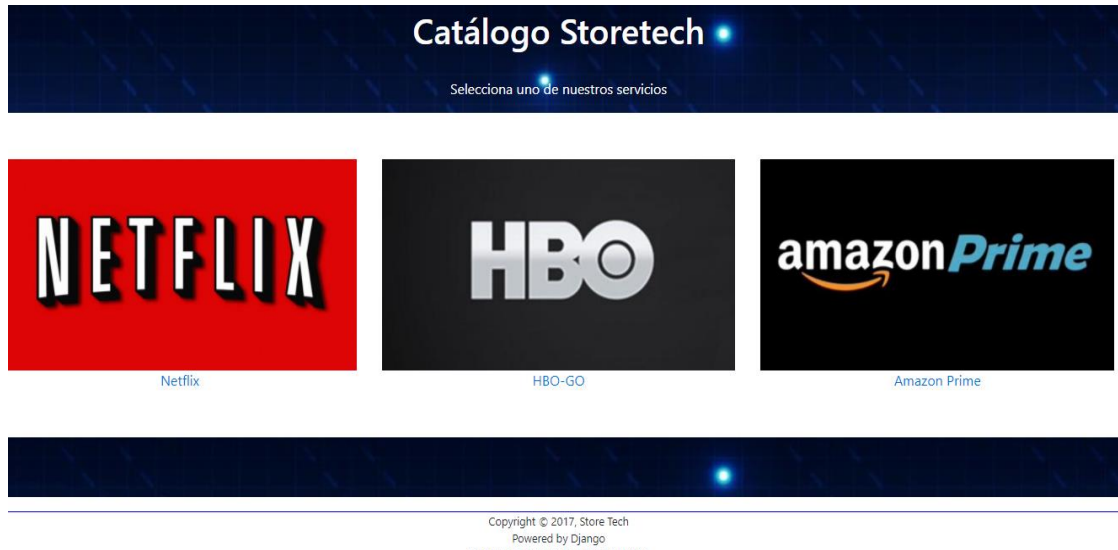 Catálogo Storetech
Selecciona uno de nuestros servicios
NETFLIX
HBO
amazon Prime
Netflix
HBO-GO
Amazon Prime
Copyright © 2017, Store Tech
Powered by Django